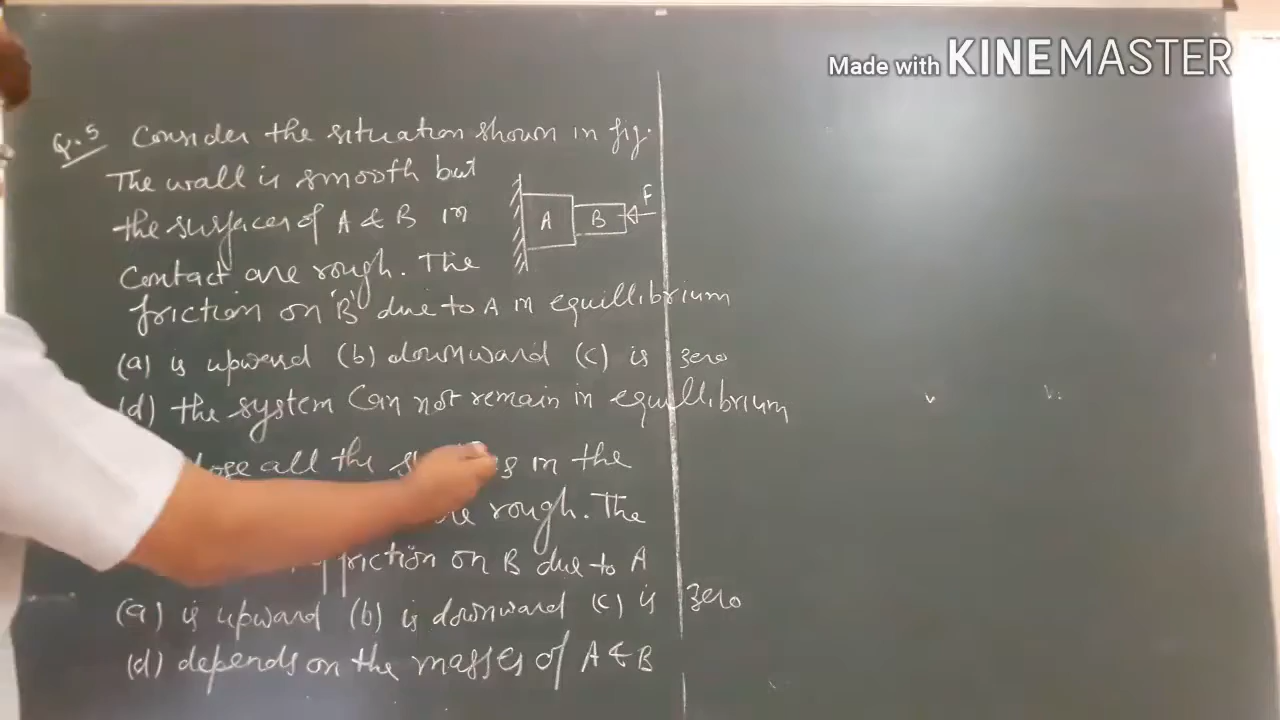 Made with KINEMASTER
Q.5 Consider the situation shown in fig.
The wall is smooth but
the surfaces of A & B in
Contact are rough. The
friction on 'B' due to A in equillibrium
(a) is upward (b) downward (c) is zero
(d) the system Can not remain in equillibrium
all the in the
rough. The
friction on B due to A
(a) is upward (b) is downward (c) is zero
(d) depends on the masses of A & B
A B F